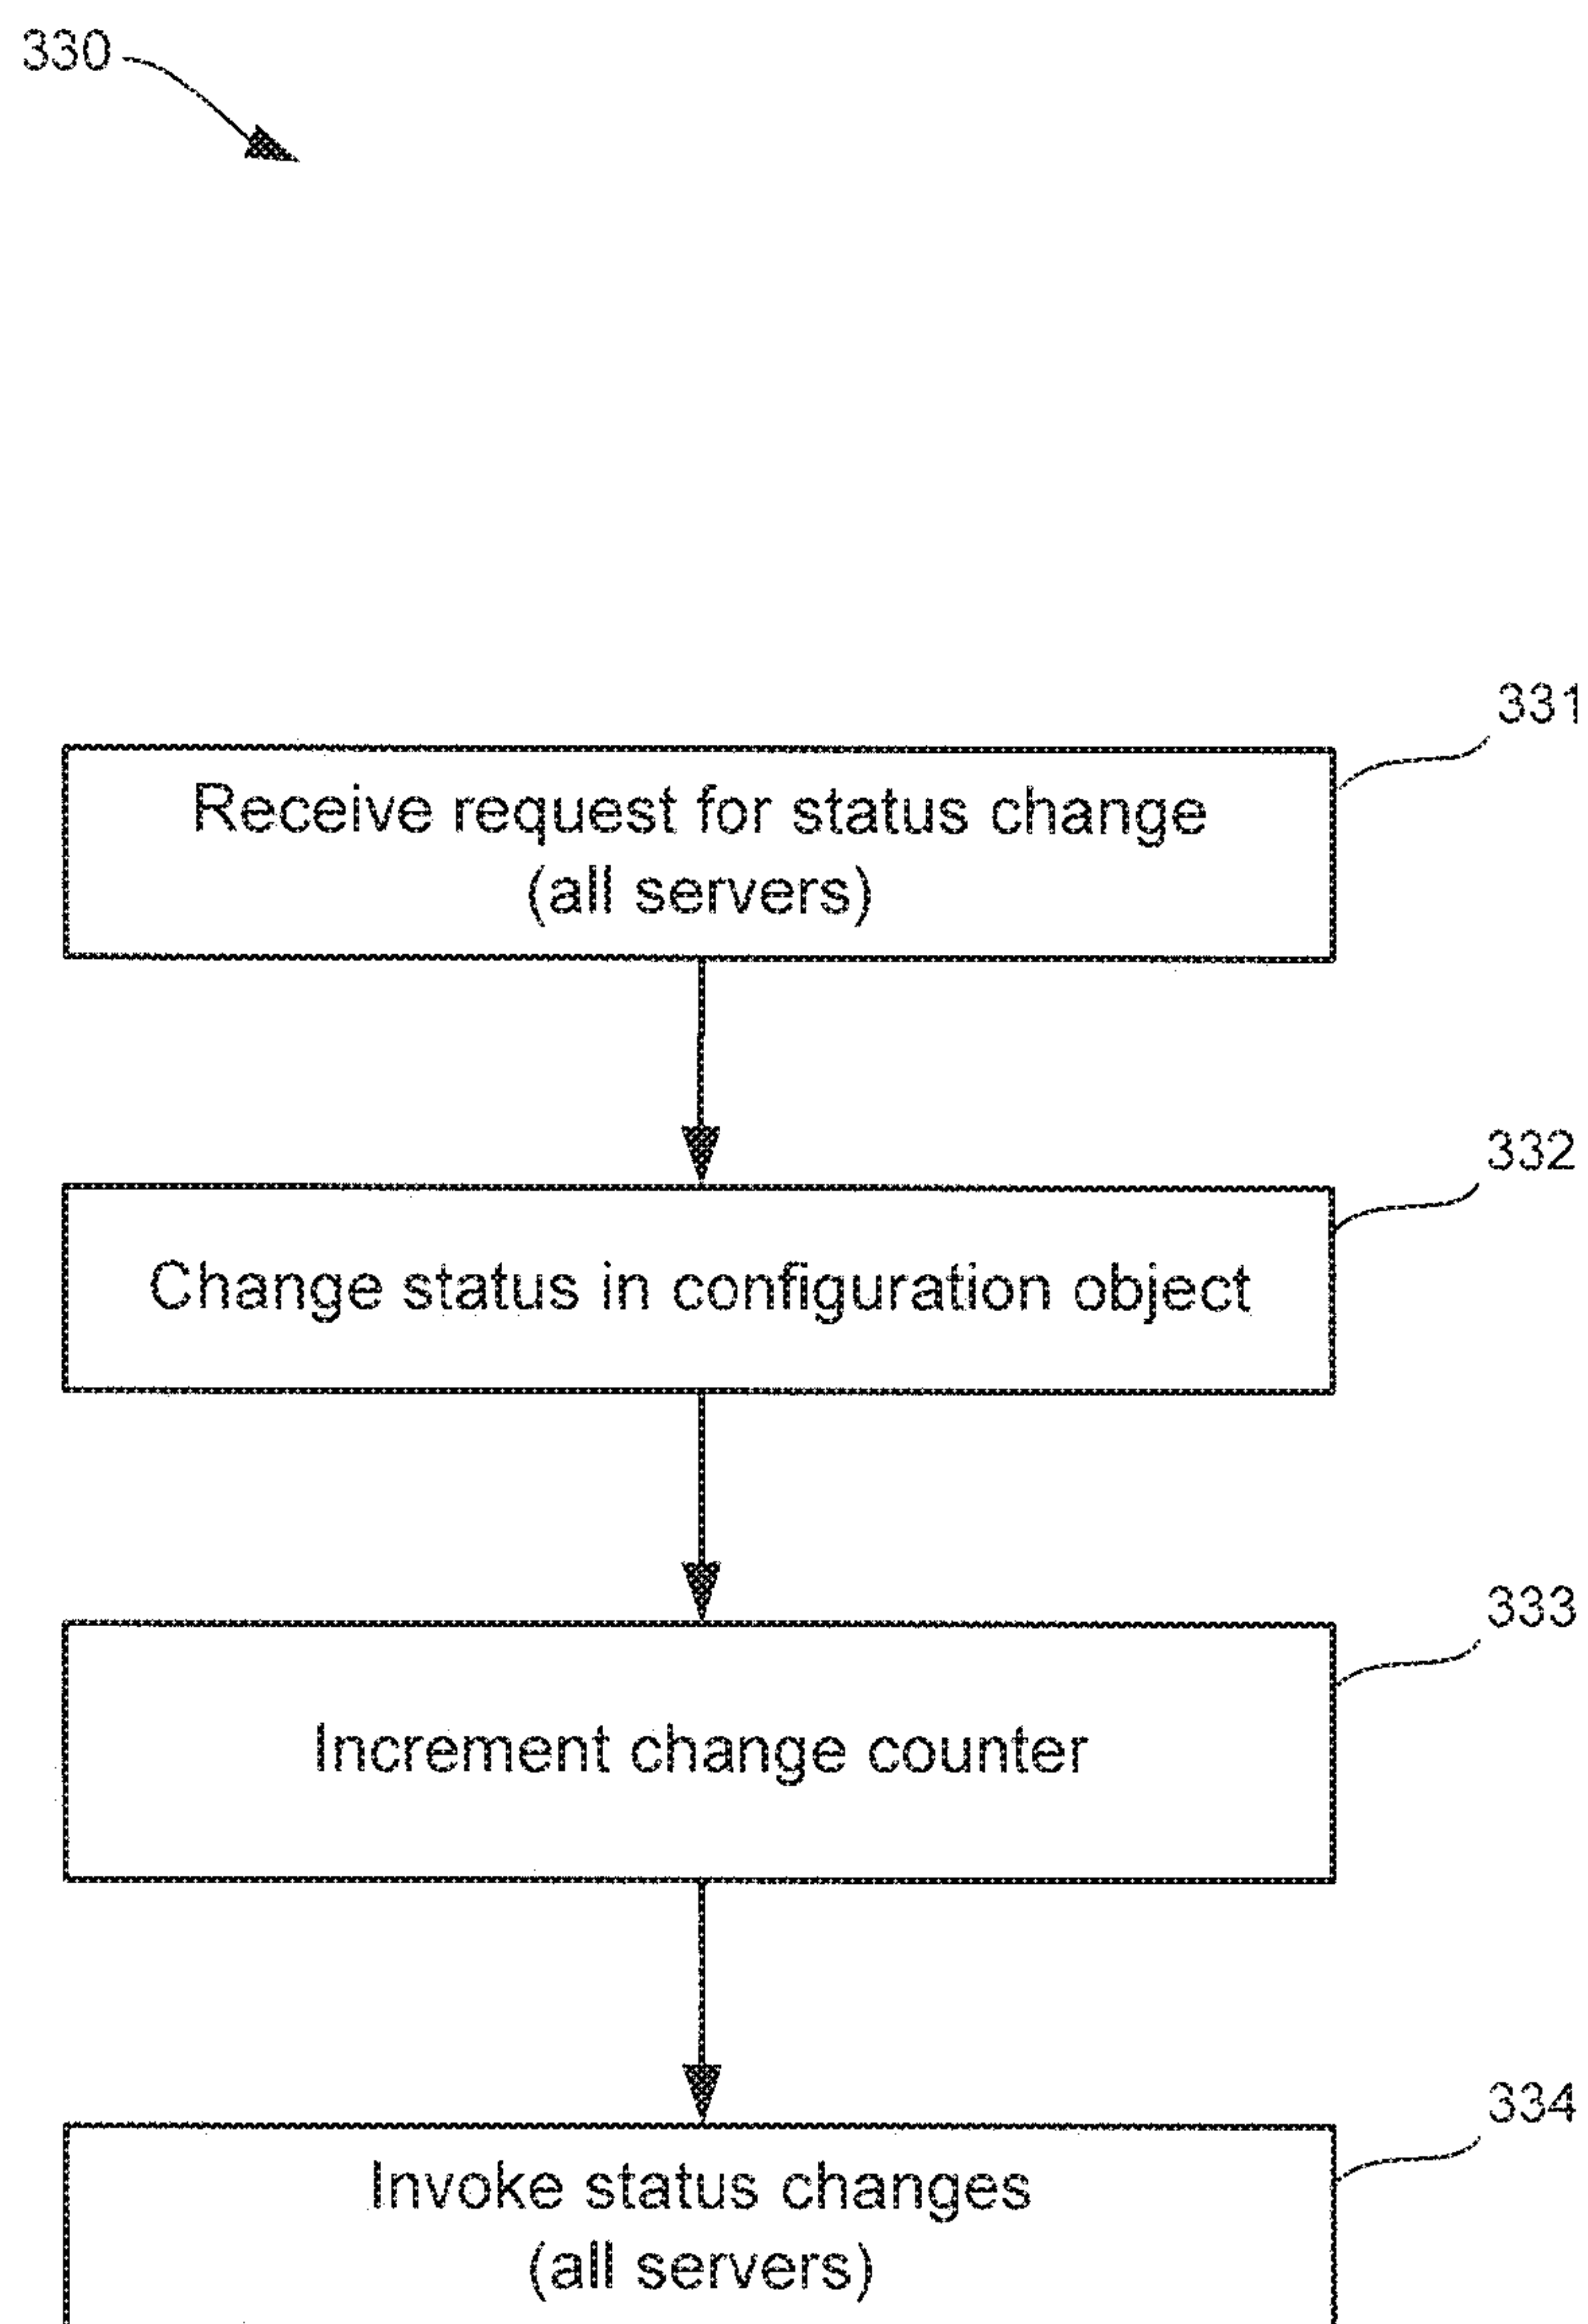 330
331
Receive request for status change
(all servers)
332
Change status in configuration object
333
Increment change counter
334
Invoke status changes
(all servers)